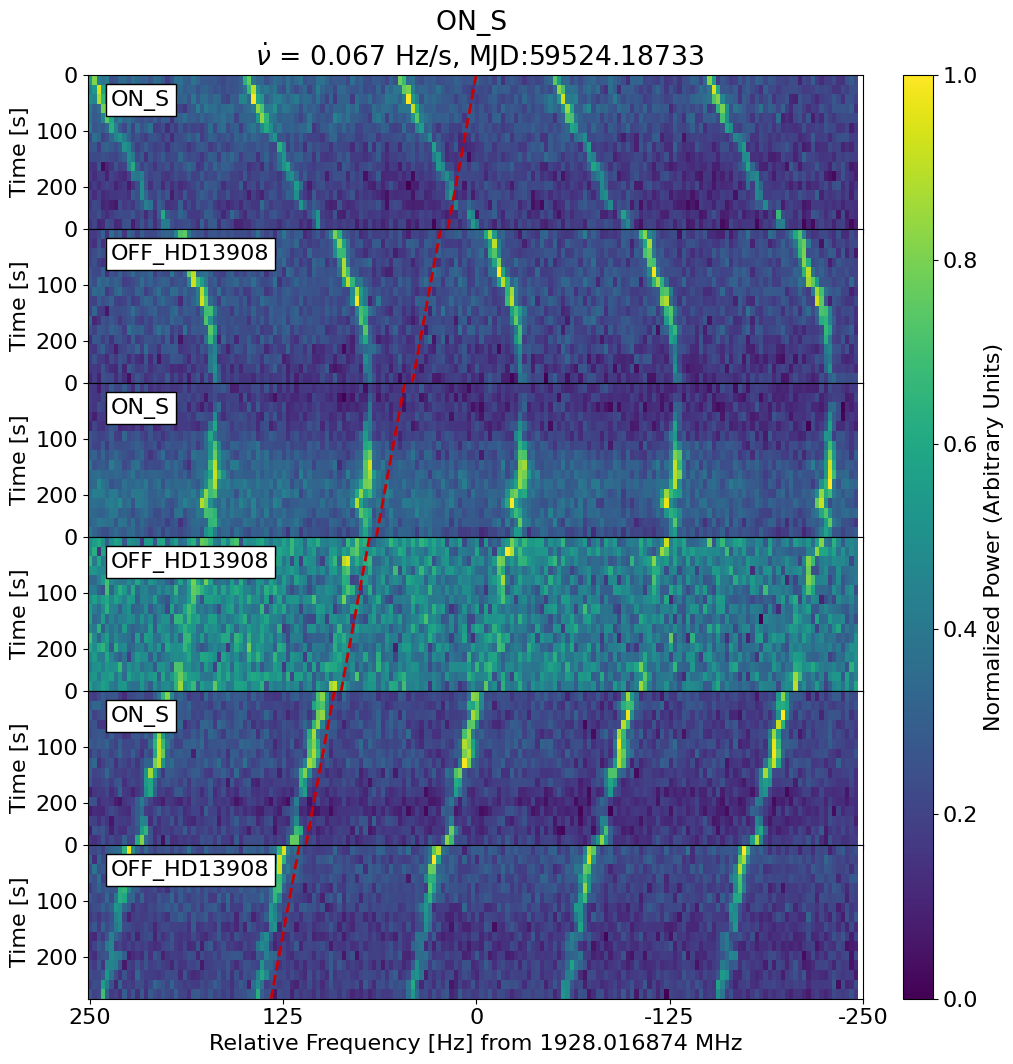 ON_S
ν̇ = 0.067 Hz/s, MJD:59524.18733
0
ON_S
100
200
Time [s]
0
OFF_HD13908
100
200
Time [s]
0
ON_S
100
200
Time [s]
0
OFF_HD13908
100
200
Time [s]
0
ON_S
100
200
Time [s]
0
OFF_HD13908
100
200
Time [s]
250 125 0 -125 -250
Relative Frequency [Hz] from 1928.016874 MHz
1.0
0.8
0.6
0.4
0.2
0.0
Normalized Power (Arbitrary Units)